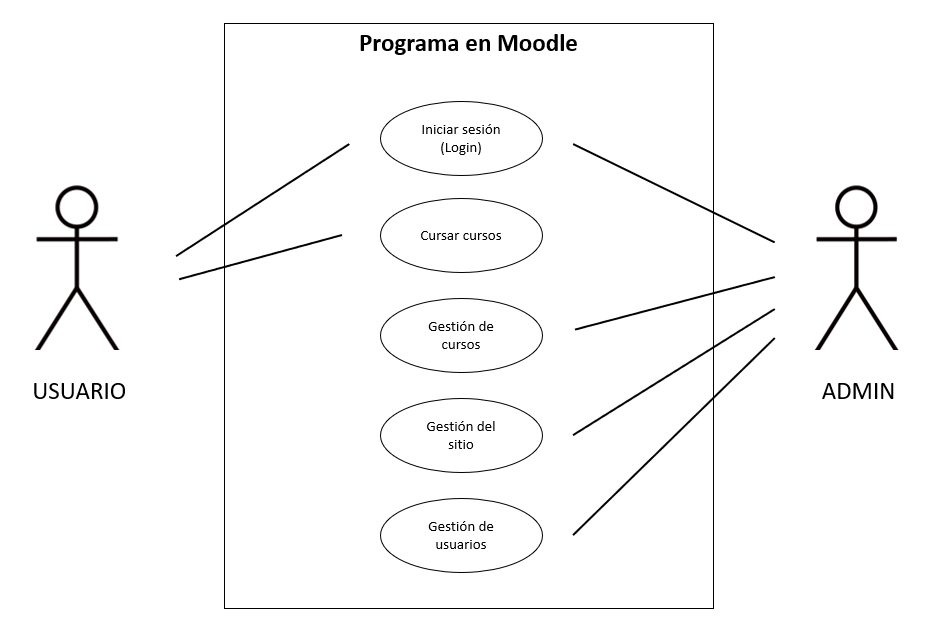 Programa en Moodle
Iniciar sesión
(Login)
Cursar cursos
Gestión de
cursos
Gestión del
sitio
Gestión de
usuarios
USUARIO
ADMIN